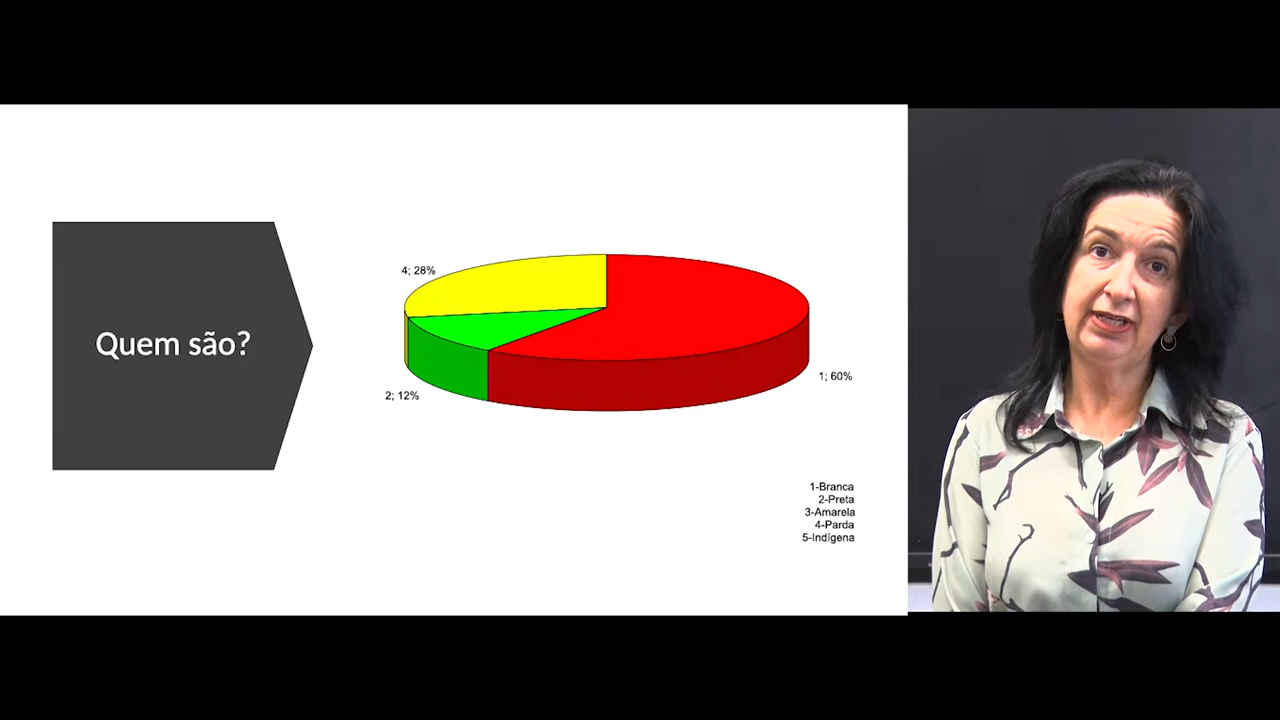 Quem são?
4; 28%
1; 60%
2; 12%
1-Branca
2-Preta
3-Amarela
4-Parda
5-Indígena